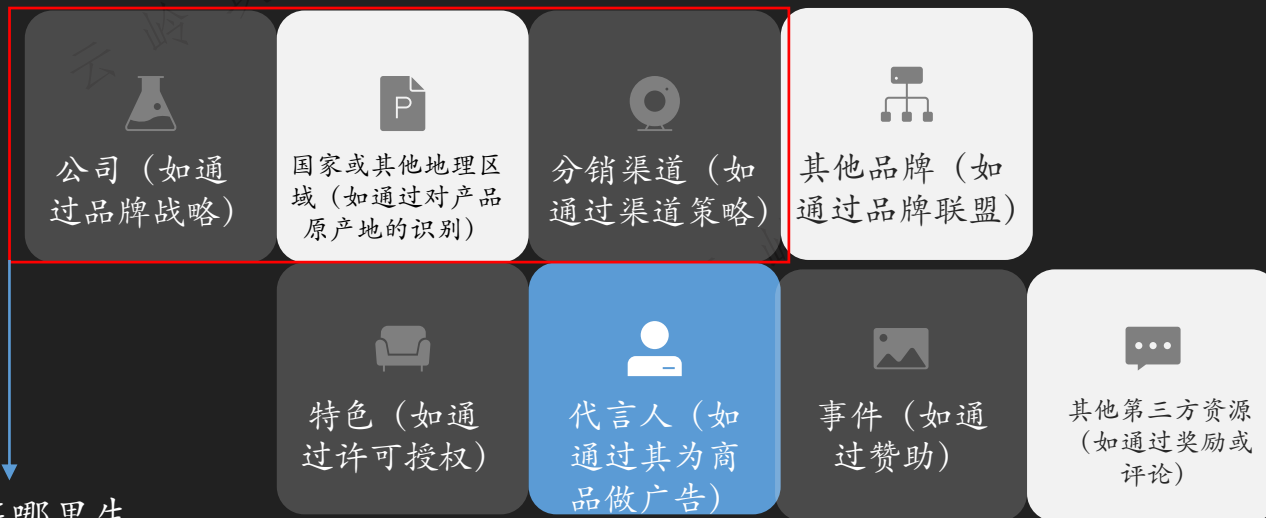 云岭
P
公司（如通
过品牌战略）
国家或其他地理区
域（如通过对产品
原产地的识别）
分销渠道（如
通过渠道策略）
其他品牌（如
通过品牌联盟）
特色（如通
过许可授权）
代言人（如
通过其为商
品做广告）
事件（如通
过赞助）
其他第三方资源
（如通过奖励或
评论）
哪里生